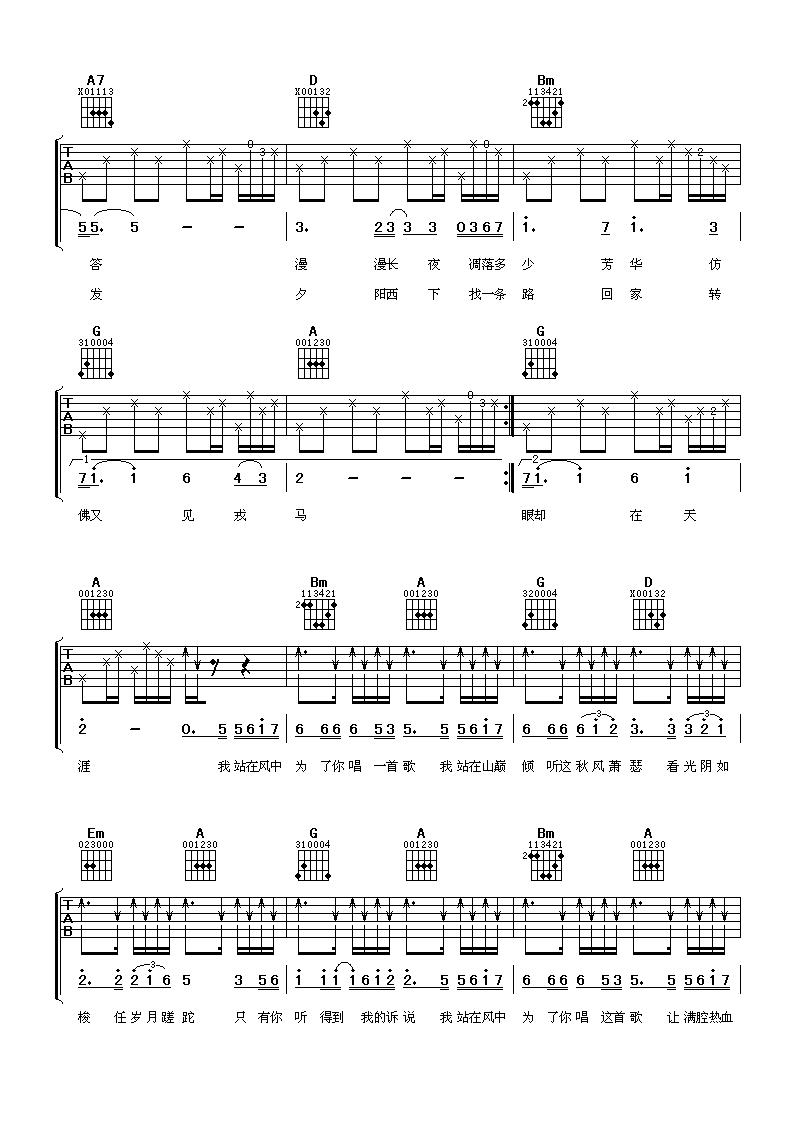 A7 D Bm
X01113 X00132 113421
2
0 3 0 2
T
A
B
5 5. 5 - - 3. 2 3 3 3 0 3 6 7 1. 7 1. 3
答 漫 漫长 夜 凋落多 少 芳 华 仿
发 夕 阳西 下 找一条 路 回 家 转
G A G
310004 001230 310004
0 3 2
T
A
B
1 2
7 1. 1 6 4 3 2 - - - 7 1. 1 6 1
佛又 见 戎 马 眼却 在 天
A Bm A G D
001230 113421 001230 320004 X00132
2
T
A
B
3 3
2 - 0. 5 5 6 1 7 6 6 6 6 5 3 5. 5 5 6 1 7 6 6 6 6 1 2 3. 3 3 2 1
涯 我 站在风中 为 了你 唱 一首 歌 我 站在山巅 倾 听这 秋 风 萧 瑟 看 光 阴 如
Em A G A Bm A
023000 001230 310004 001230 113421 001230
2
T
A
B
3
2. 2 2 1 6 5 3 5 6 1 1 1 1 6 1 2 2. 5 5 6 1 7 6 6 6 6 5 3 5. 5 5 6 1 7
梭 任 岁 月 蹉 跎 只 有你 听 得到 我的诉 说 我 站在风中 为 了你 唱 这首 歌 让 满腔热血